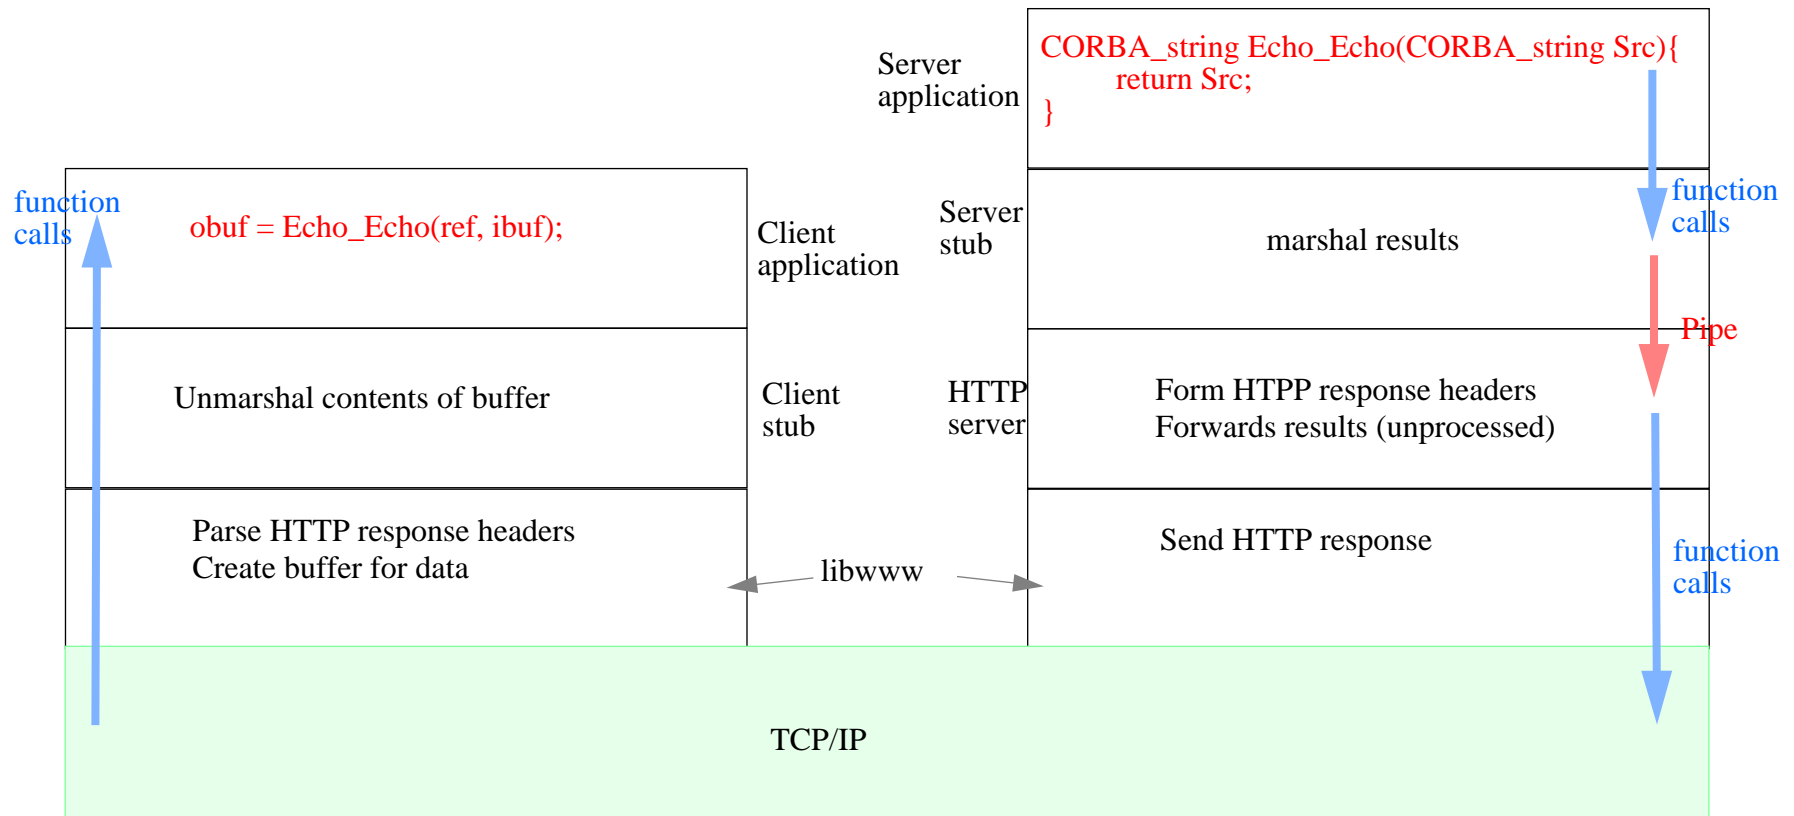 Server
application
CORBA_string Echo_Echo(CORBA_string Src){
return Src;
}
function
calls
obuf = Echo_Echo(ref, ibuf);
Client
application
Server
stub
marshal results
function
calls
Pipe
Unmarshal contents of buffer
Client
stub
HTTP
server
Form HTPP response headers
Forwards results (unprocessed)
Parse HTTP response headers
Create buffer for data
libwww
Send HTTP response
function
calls
TCP/IP